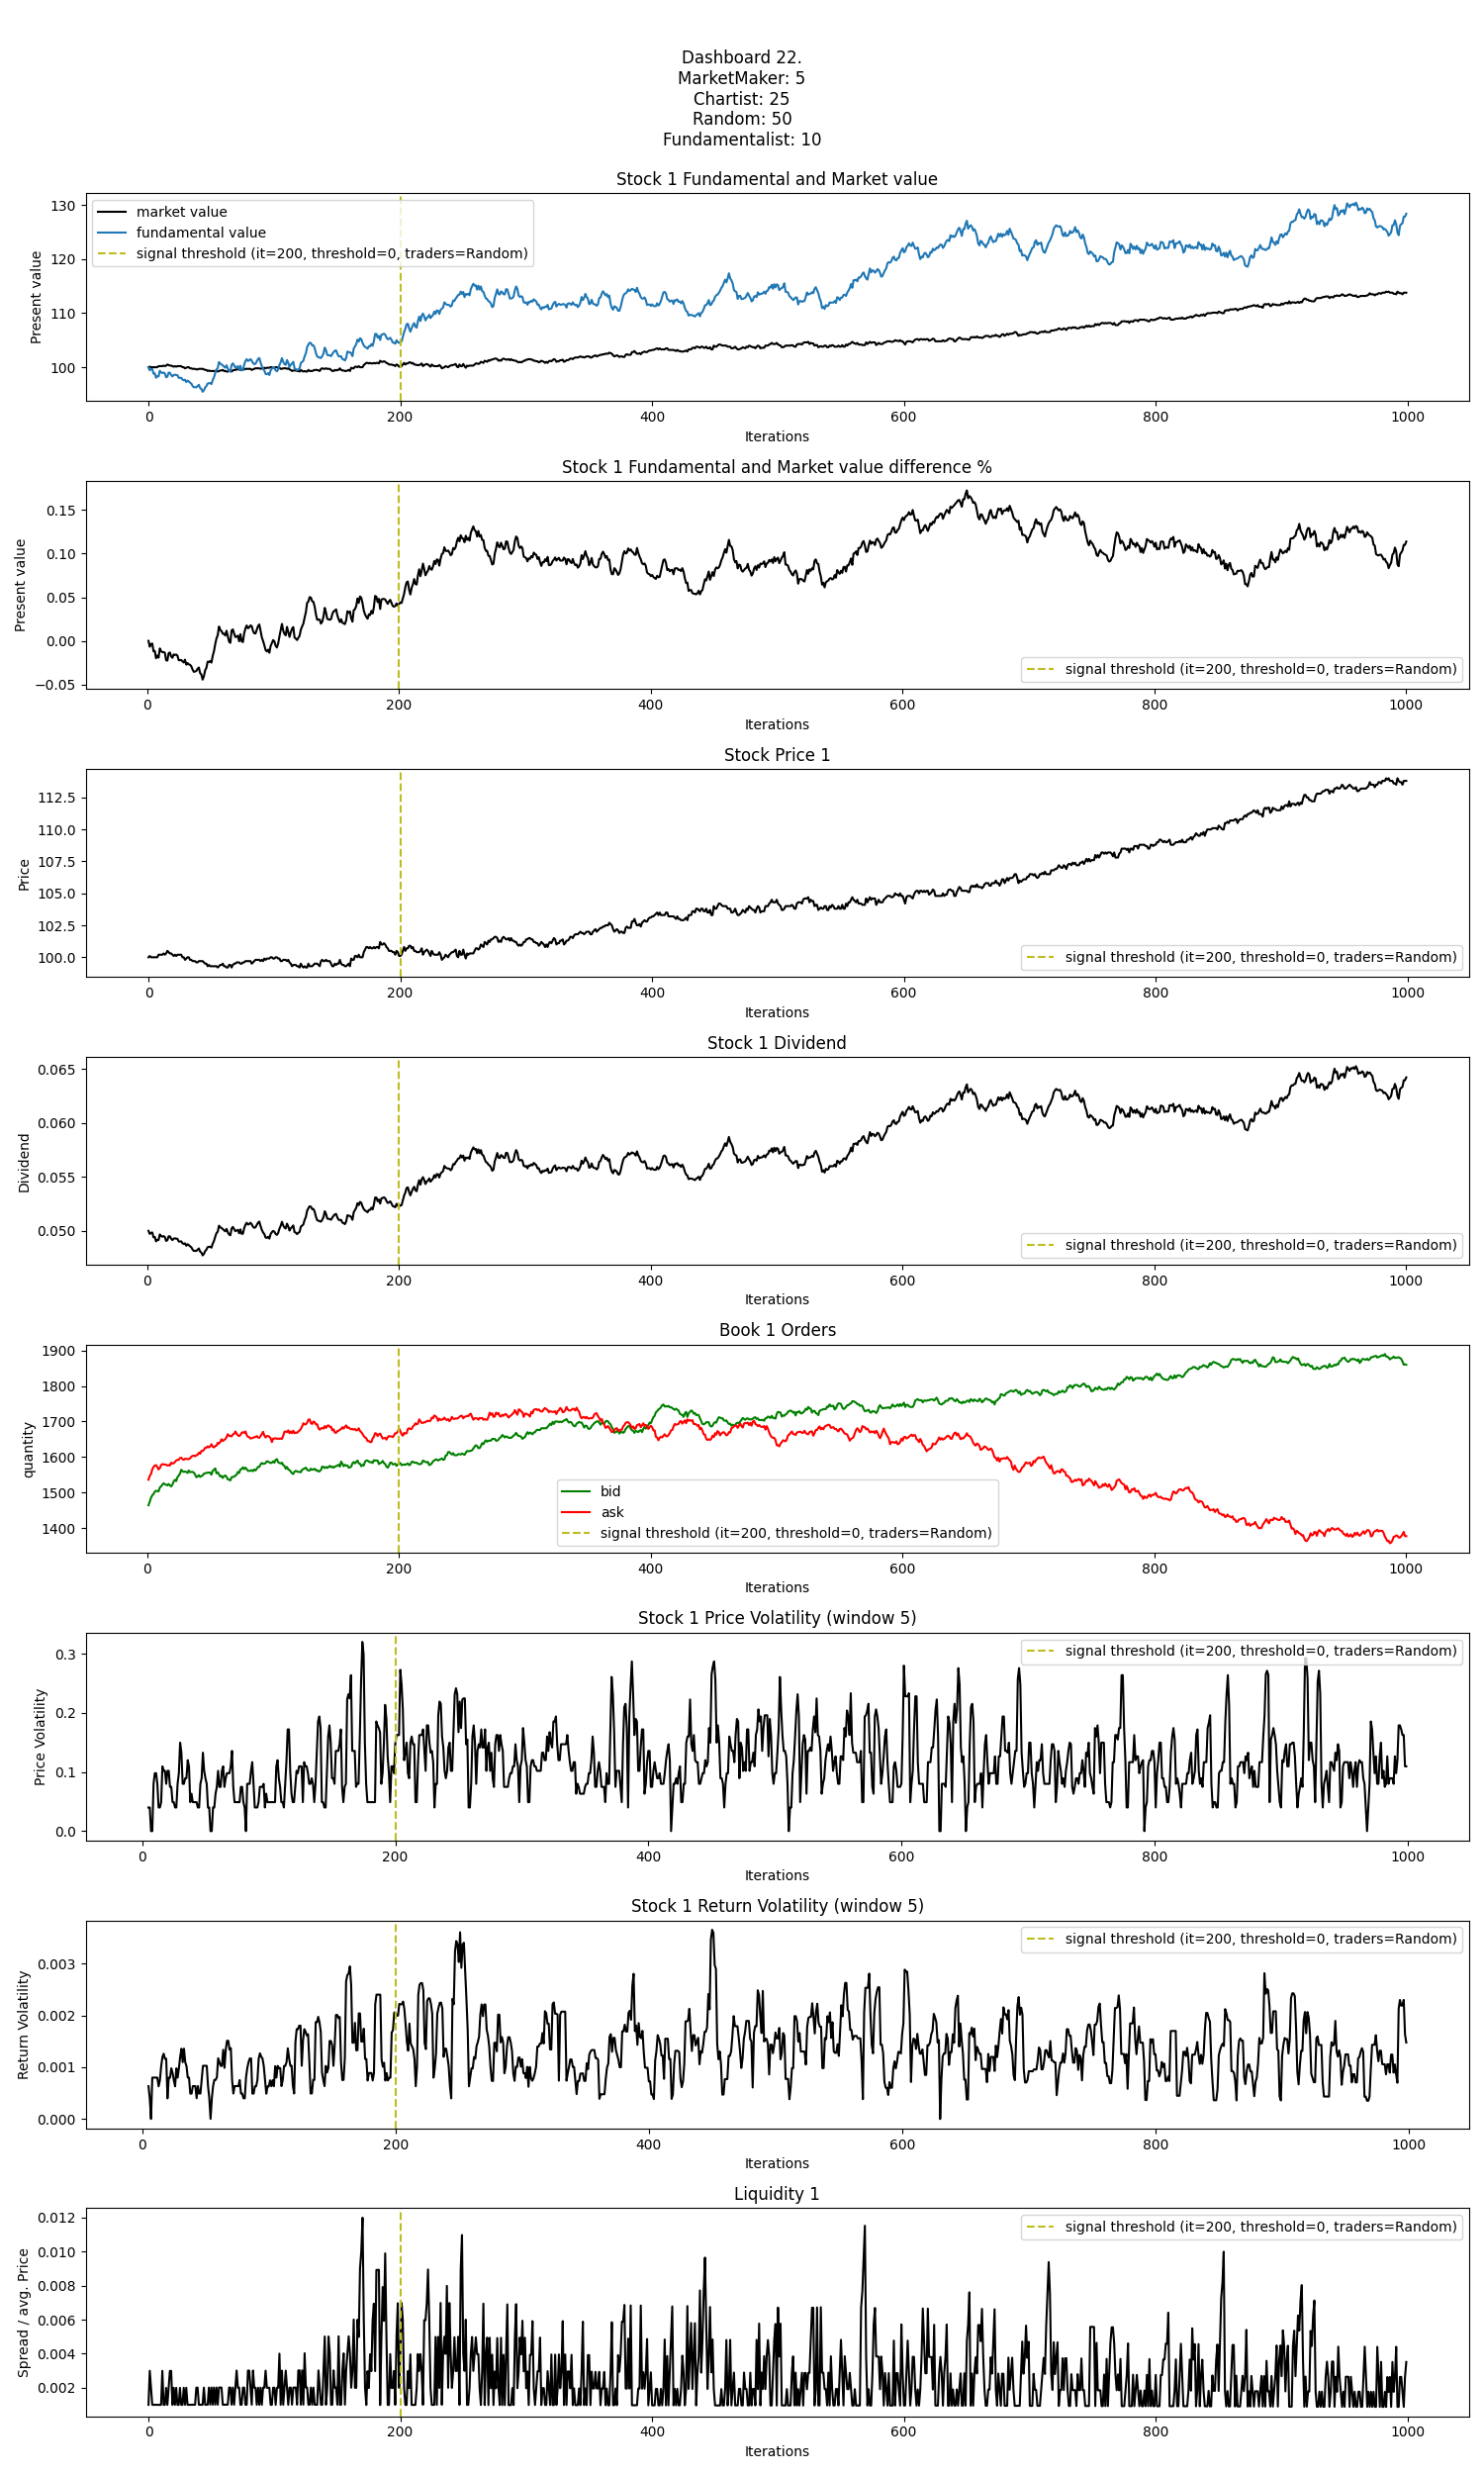 Dashboard 22.
MarketMaker: 5
Chartist: 25
Random: 50
Fundamentalist: 10
Stock 1 Fundamental and Market value
Present value
130
120
110
100
market value
fundamental value
signal threshold (it=200, threshold=0, traders=Random)
0 200 400 600 800 1000
Iterations
Stock 1 Fundamental and Market value difference %
Present value
0.15
0.10
0.05
0.00
−0.05
signal threshold (it=200, threshold=0, traders=Random)
0 200 400 600 800 1000
Iterations
Stock Price 1
Price
112.5
110.0
107.5
105.0
102.5
100.0
signal threshold (it=200, threshold=0, traders=Random)
0 200 400 600 800 1000
Iterations
Stock 1 Dividend
Dividend
0.065
0.060
0.055
0.050
signal threshold (it=200, threshold=0, traders=Random)
0 200 400 600 800 1000
Iterations
Book 1 Orders
quantity
1900
1800
1700
1600
1500
1400
bid
ask
signal threshold (it=200, threshold=0, traders=Random)
0 200 400 600 800 1000
Iterations
Stock 1 Price Volatility (window 5)
Price Volatility
0.3
0.2
0.1
0.0
signal threshold (it=200, threshold=0, traders=Random)
0 200 400 600 800 1000
Iterations
Stock 1 Return Volatility (window 5)
Return Volatility
0.003
0.002
0.001
0.000
signal threshold (it=200, threshold=0, traders=Random)
0 200 400 600 800 1000
Iterations
Liquidity 1
Spread / avg. Price
0.012
0.010
0.008
0.006
0.004
0.002
signal threshold (it=200, threshold=0, traders=Random)
0 200 400 600 800 1000
Iterations